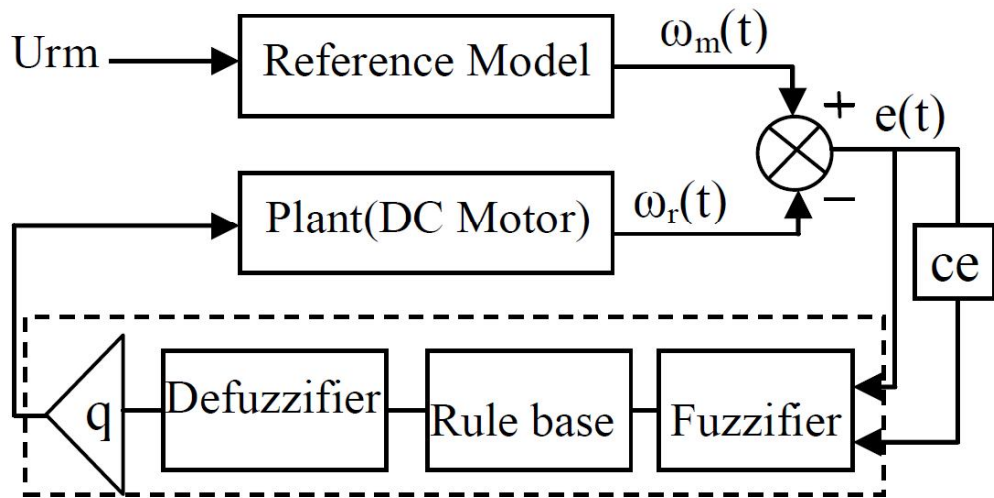 Urm
Reference Model
ωm(t)
+
e(t)
−
Plant(DC Motor)
ωr(t)
ce
q
Defuzzifier
Rule base
Fuzzifier